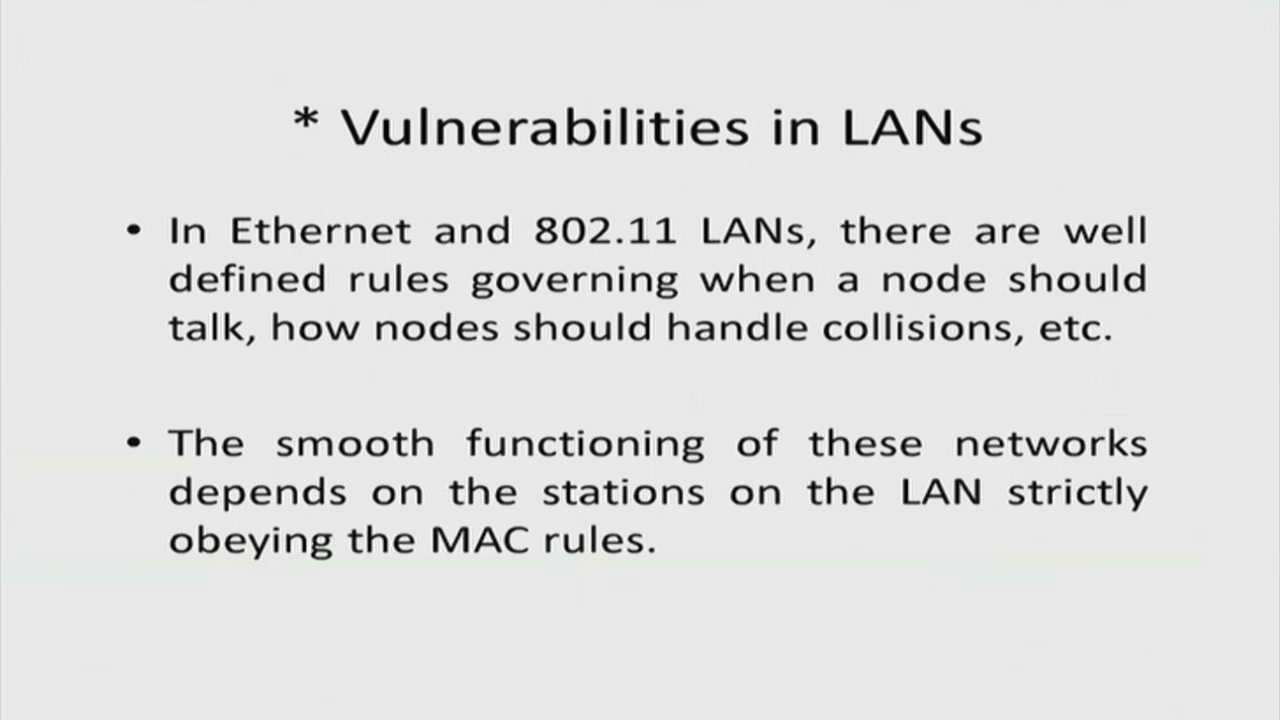 * Vulnerabilities in LANs
• In Ethernet and 802.11 LANs, there are well
defined rules governing when a node should
talk, how nodes should handle collisions, etc.
• The smooth functioning of these networks
depends on the stations on the LAN strictly
obeying the MAC rules.